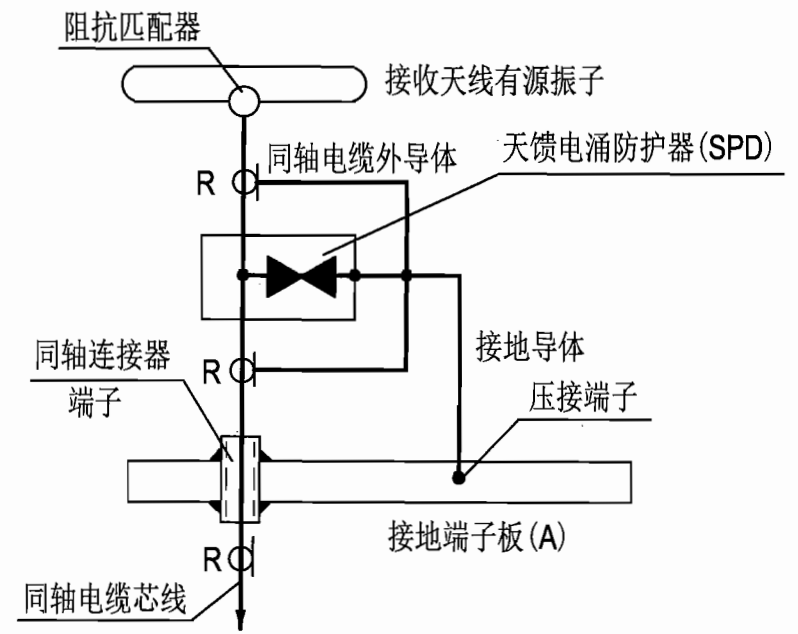 阻抗匹配器
接收天线有源振子
同轴电缆外导体
天馈电涌防护器(SPD)
R
同轴连接器
端子
R
接地导体
压接端子
接地端子板(A)
R
同轴电缆芯线